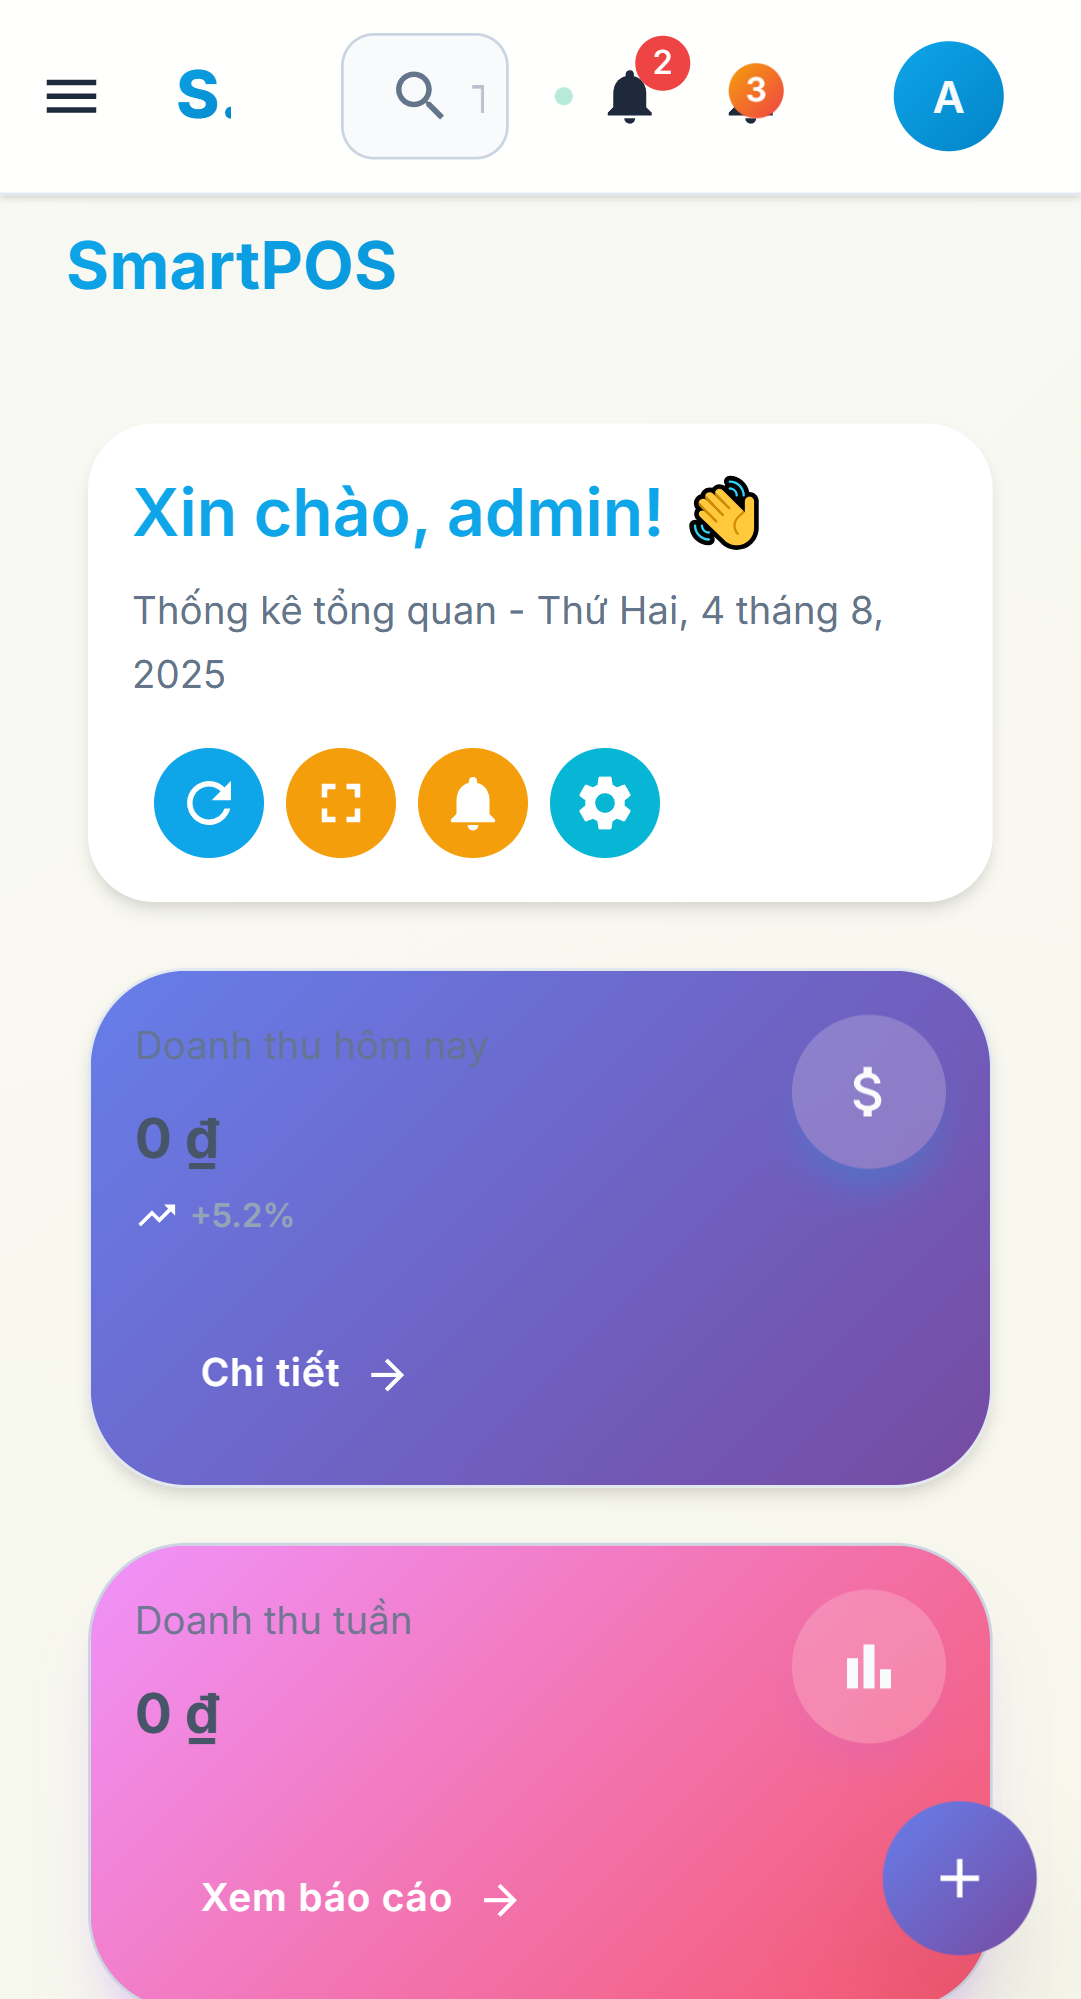 S.
2
3
A
SmartPOS
Xin chào, admin! 👋
Thống kê tổng quan - Thứ Hai, 4 tháng 8,
2025
Doanh thu hôm nay
0 ₫
+5.2%
Chi tiết →
Doanh thu tuần
0 ₫
Xem báo cáo →